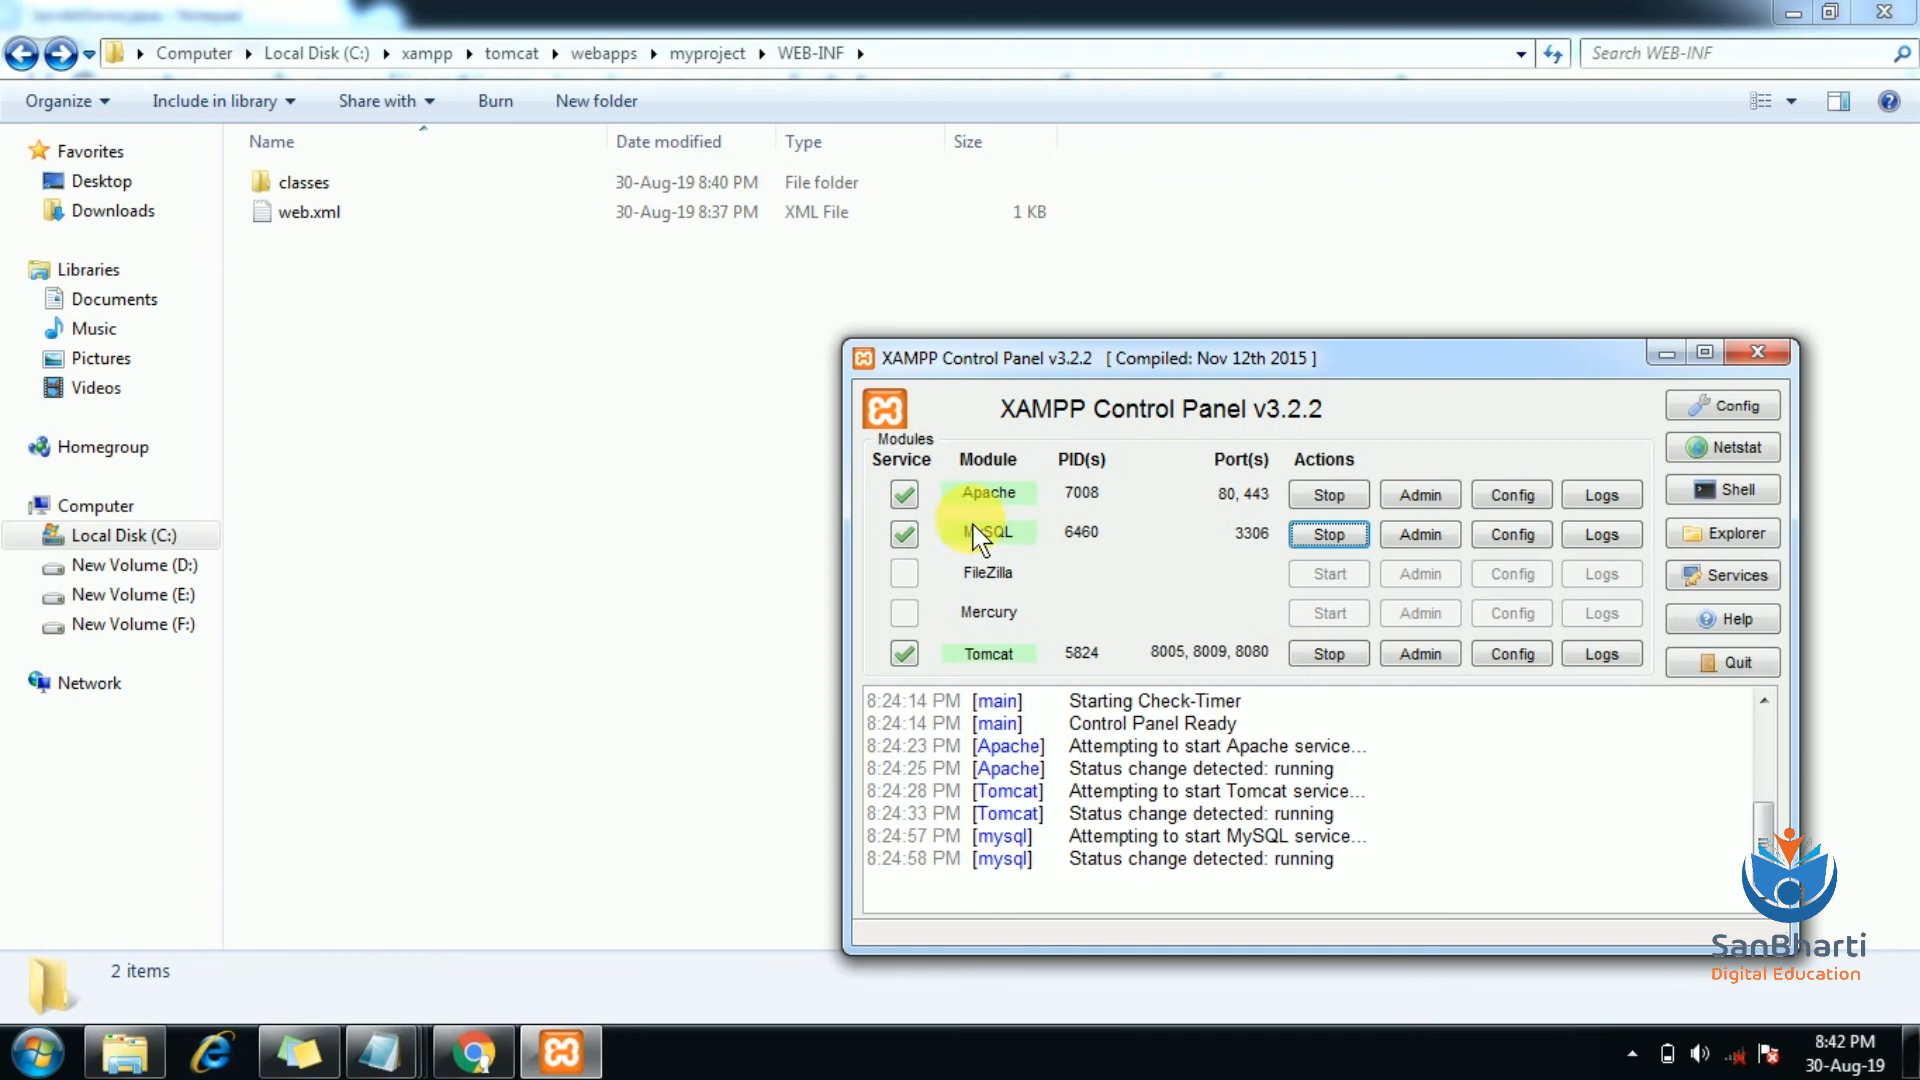 Computer Local Disk (C:) xampp tomcat webapps myproject WEB-INF
Search WEB-INF
Organize Include in library Share with Burn New folder
Name Date modified Type Size
classes 30-Aug-19 8:40 PM File folder
web.xml 30-Aug-19 8:37 PM XML File 1 KB
Favorites
Desktop
Downloads
Libraries
Documents
Music
Pictures
Videos
Homegroup
Computer
Local Disk (C:)
New Volume (D:)
New Volume (E:)
New Volume (F:)
Network
2 items
XAMPP Control Panel v3.2.2 [ Compiled: Nov 12th 2015 ]
XAMPP Control Panel v3.2.2
Modules
Service Module PID(s) Port(s) Actions
Apache 7008 80, 443 Stop Admin Config Logs
MySQL 6460 3306 Stop Admin Config Logs
FileZilla Start Admin Config Logs
Mercury Start Admin Config Logs
Tomcat 5824 8005, 8009, 8080 Stop Admin Config Logs
Config
Netstat
Shell
Explorer
Services
Help
Quit
8:24:14 PM [main] Starting Check-Timer
8:24:14 PM [main] Control Panel Ready
8:24:23 PM [Apache] Attempting to start Apache service...
8:24:25 PM [Apache] Status change detected: running
8:24:28 PM [Tomcat] Attempting to start Tomcat service...
8:24:33 PM [Tomcat] Status change detected: running
8:24:57 PM [mysql] Attempting to start MySQL service...
8:24:58 PM [mysql] Status change detected: running
SanBharti
Digital Education
8:42 PM
30-Aug-19